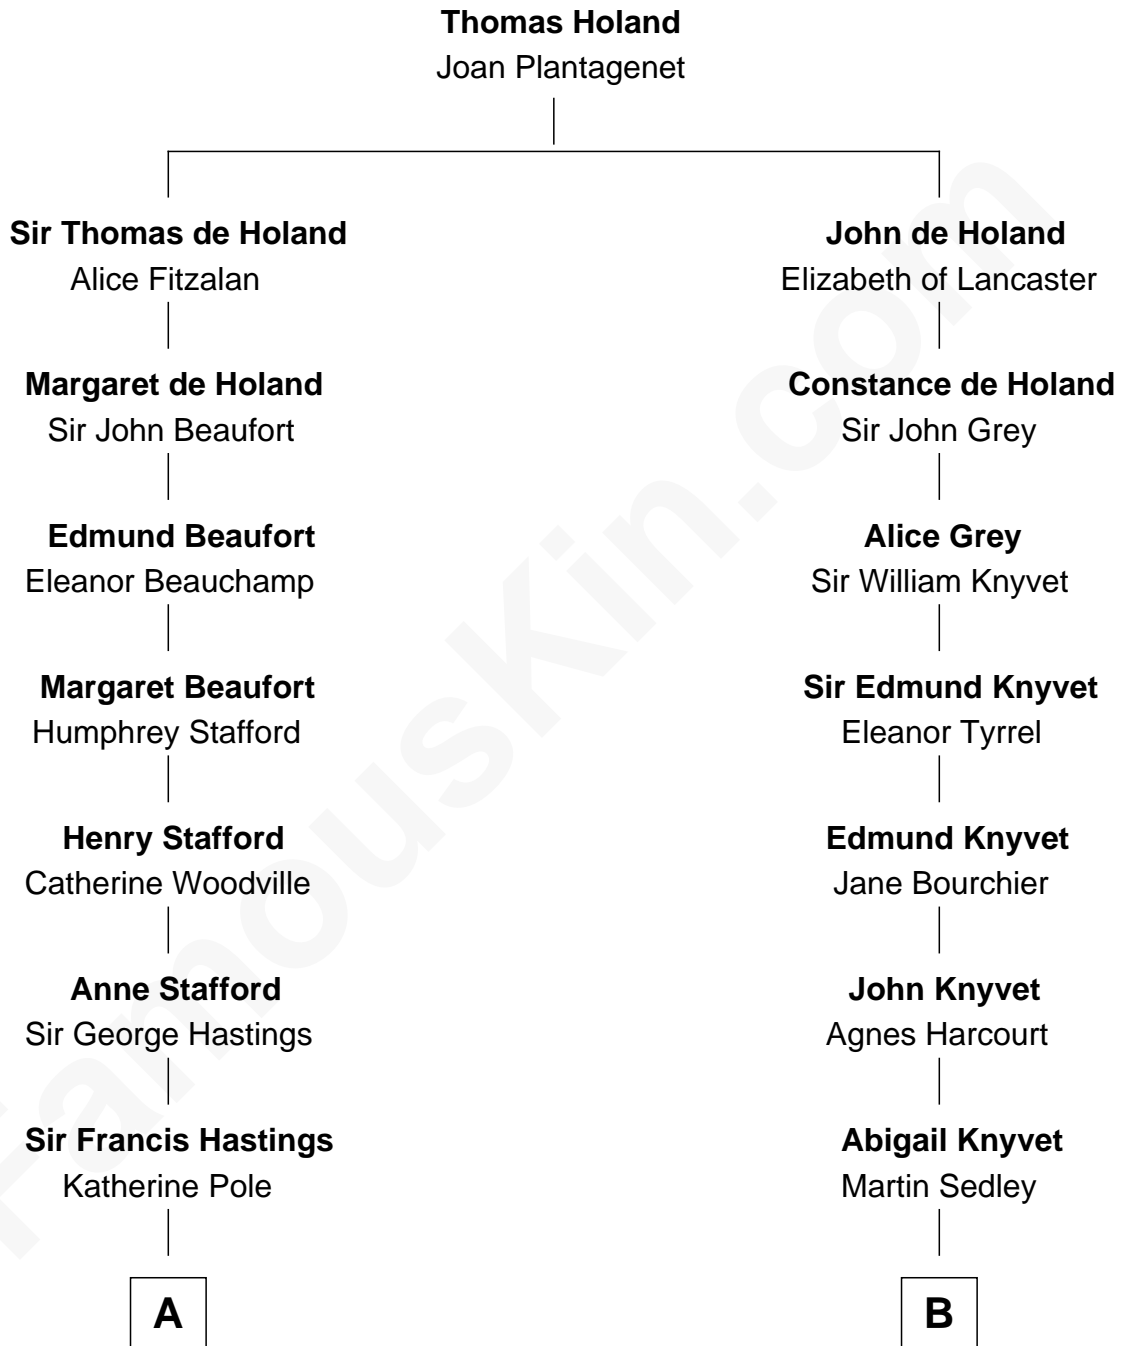 Thomas Holand
Joan Plantagenet
Sir Thomas de Holand
Alice Fitzalan
Margaret de Holand
Sir John Beaufort
Edmund Beaufort
Eleanor Beauchamp
Margaret Beaufort
Humphrey Stafford
Henry Stafford
Catherine Woodville
Anne Stafford
Sir George Hastings
Sir Francis Hastings
Katherine Pole
A
John de Holand
Elizabeth of Lancaster
Constance de Holand
Sir John Grey
Alice Grey
Sir William Knyvet
Sir Edmund Knyvet
Eleanor Tyrrel
Edmund Knyvet
Jane Bourchier
John Knyvet
Agnes Harcourt
Abigail Knyvet
Martin Sedley
B
FamousKin.com